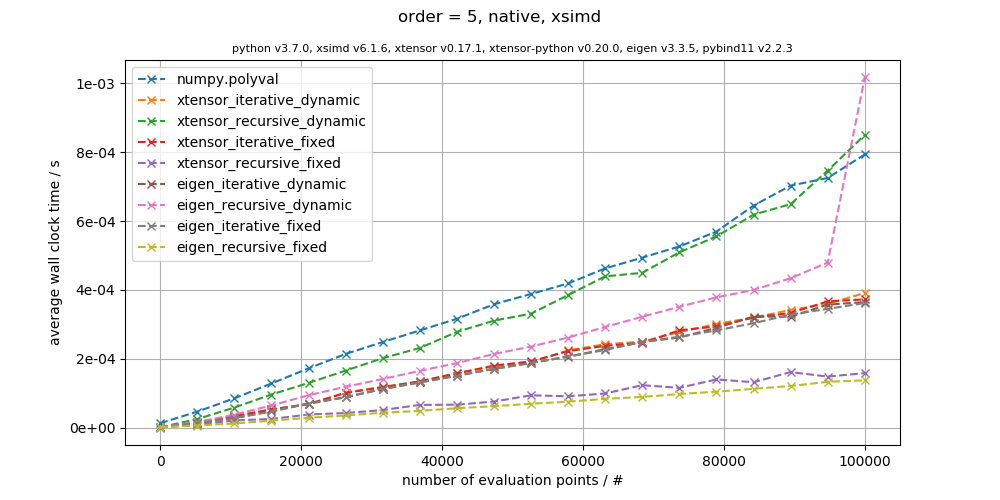 order = 5, native, xsimd
python v3.7.0, xsimd v6.1.6, xtensor v0.17.1, xtensor-python v0.20.0, eigen v3.3.5, pybind11 v2.2.3
numpy.polyval
xtensor_iterative_dynamic
xtensor_recursive_dynamic
xtensor_iterative_fixed
xtensor_recursive_fixed
eigen_iterative_dynamic
eigen_recursive_dynamic
eigen_iterative_fixed
eigen_recursive_fixed
average wall clock time / s
1e-03
8e-04
6e-04
4e-04
2e-04
0e+00
0 20000 40000 60000 80000 100000
number of evaluation points / #